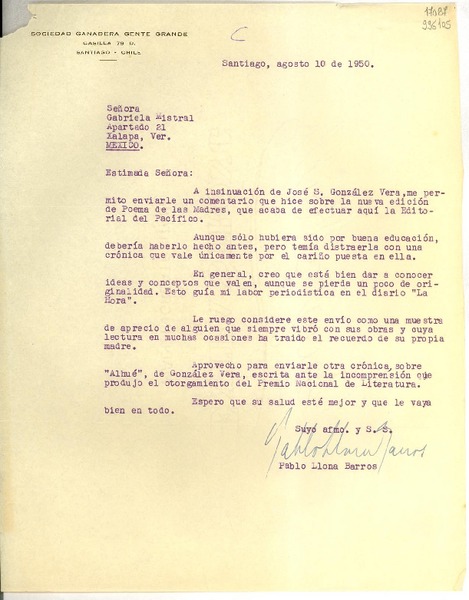 SOCIEDAD GANADERA GENTE GRANDE
CASILLA 79 D.
SANTIAGO - CHILE
C
Santiago, agosto 10 de 1950.
Señora
Gabriela Mistral
Apartado 21
Xalapa, Ver.
MEXICO.
Estimada Señora:
A insinuación de José S. González Vera, me per-
mito enviarle un comentario que hice sobre la nueva edición
de Poema de las Madres, que acaba de efectuar aquí la Edito-
rial del Pacífico.
Aunque sólo hubiera sido por buena educación,
debería haberlo hecho antes, pero temía distraerla con una
crónica que vale únicamente por el cariño puesta en ella.
En general, creo que está bien dar a conocer
ideas y conceptos que valen, aunque se pierda un poco de ori-
ginalidad. Esto guía mi labor periodística en el diario "La
Hora".
Le ruego considere este envío como una muestra
de aprecio de alguien que siempre vibró con sus obras y cuya
lectura en muchas ocasiones ha traído el recuerdo de su propia
madre.
Aprovecho para enviarle otra crónica, sobre
"Alhué", de González Vera, escrita ante la incomprensión que
produjo el otorgamiento del Premio Nacional de Literatura.
Espero que su salud esté mejor y que le vaya
bien en todo.
Suyo afmo. y S. S.
Pablo Llona Barros
Pablo Llona Barros